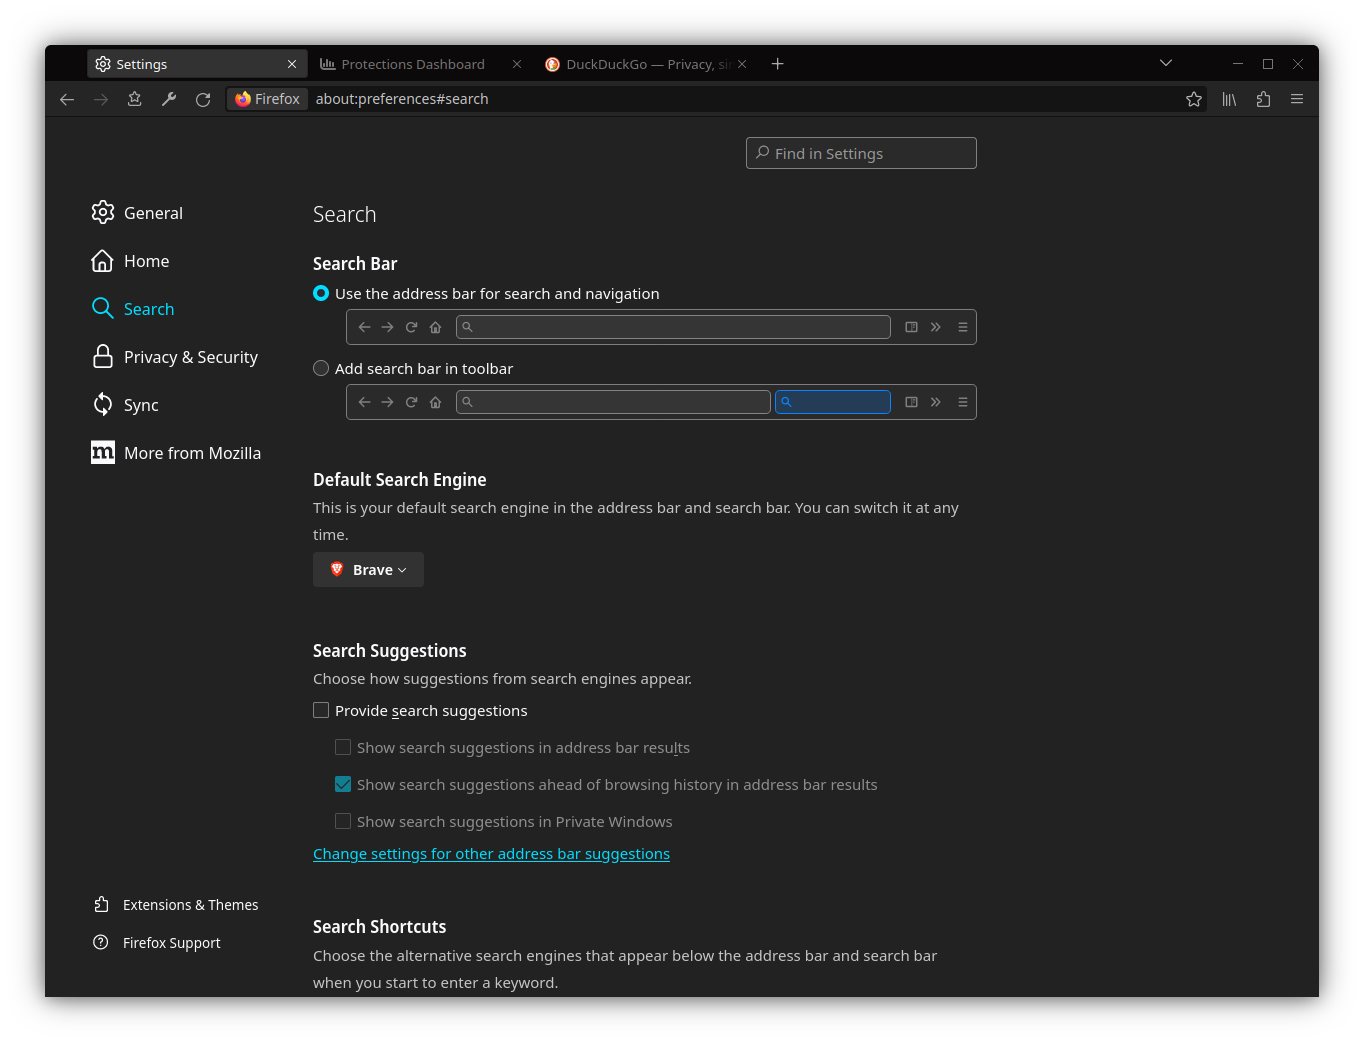 Settings
Protections Dashboard
DuckDuckGo — Privacy, si
Firefox
about:preferences#search
Find in Settings
General
Home
Search
Privacy & Security
Sync
More from Mozilla
Extensions & Themes
Firefox Support
Search
Search Bar
Use the address bar for search and navigation
Add search bar in toolbar
Default Search Engine
This is your default search engine in the address bar and search bar. You can switch it at any
time.
Brave
Search Suggestions
Choose how suggestions from search engines appear.
Provide search suggestions
Show search suggestions in address bar results
Show search suggestions ahead of browsing history in address bar results
Show search suggestions in Private Windows
Change settings for other address bar suggestions
Search Shortcuts
Choose the alternative search engines that appear below the address bar and search bar
when you start to enter a keyword.